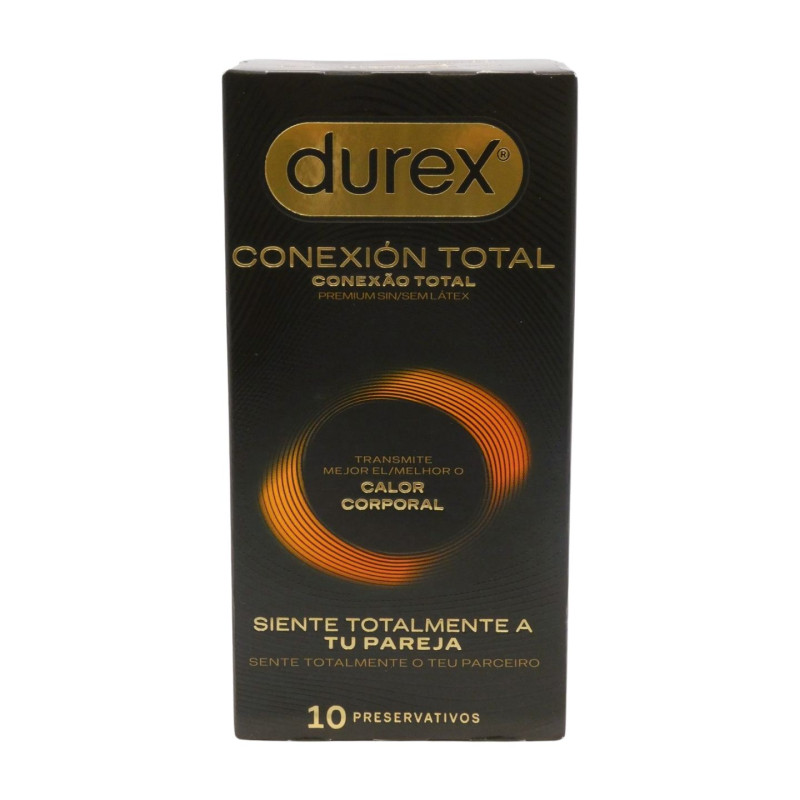 durex®
CONEXIÓN TOTAL
CONEXÃO TOTAL
PREMIUM SIN/SEM LÁTEX
TRANSMITE
MEJOR EL/MELHOR O
CALOR
CORPORAL
SIENTE TOTALMENTE A
TU PAREJA
SENTE TOTALMENTE O TEU PARCEIRO
10 PRESERVATIVOS